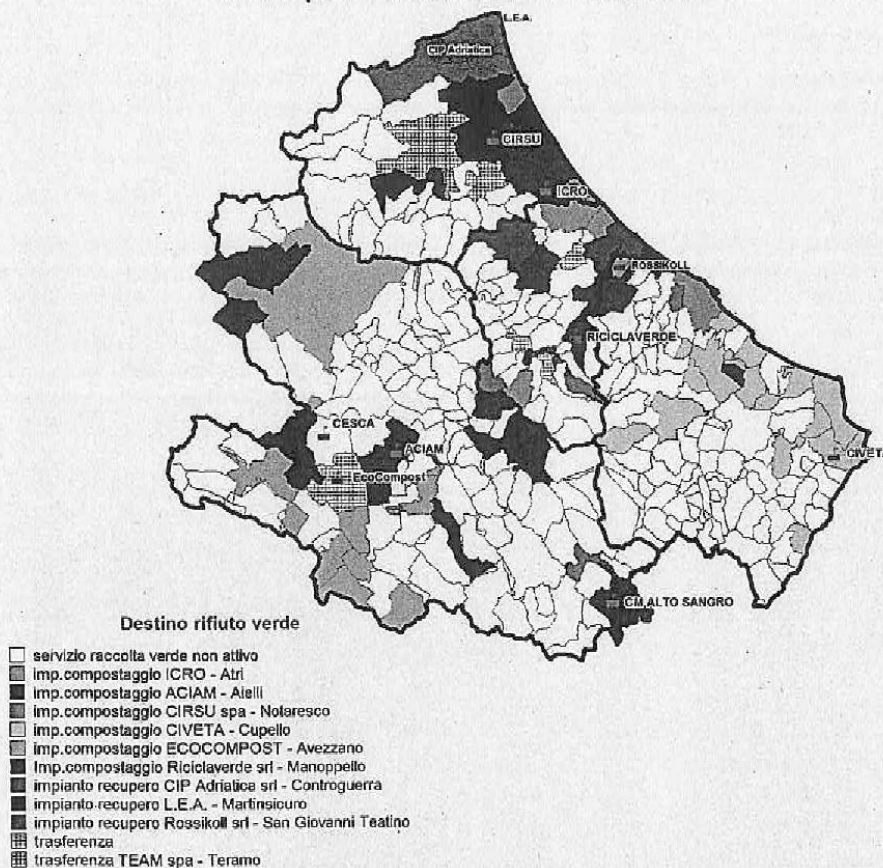 L.E.A.
CIP Adriatica
CIRSU
ICRO
ROSSIKOLL
RICICLAVERDE
CESCA
ACIAM
EcoCompost
CIVETA
CM ALTO SANGRO
Destino rifiuto verde
servizio raccolta verde non attivo
imp.compostaggio ICRO - Atri
imp.compostaggio ACIAM - Aielli
imp.compostaggio CIRSU spa - Notaresco
imp.compostaggio CIVETA - Cupello
imp.compostaggio ECOCOMPOST - Avezzano
Imp.compostaggio Riciclaverde srl - Manoppello
impianto recupero CIP Adriatica srl - Controguerra
impianto recupero L.E.A. - Martinsicuro
impianto recupero Rossikoll srl - San Giovanni Teatino
trasferenza
trasferenza TEAM spa - Teramo